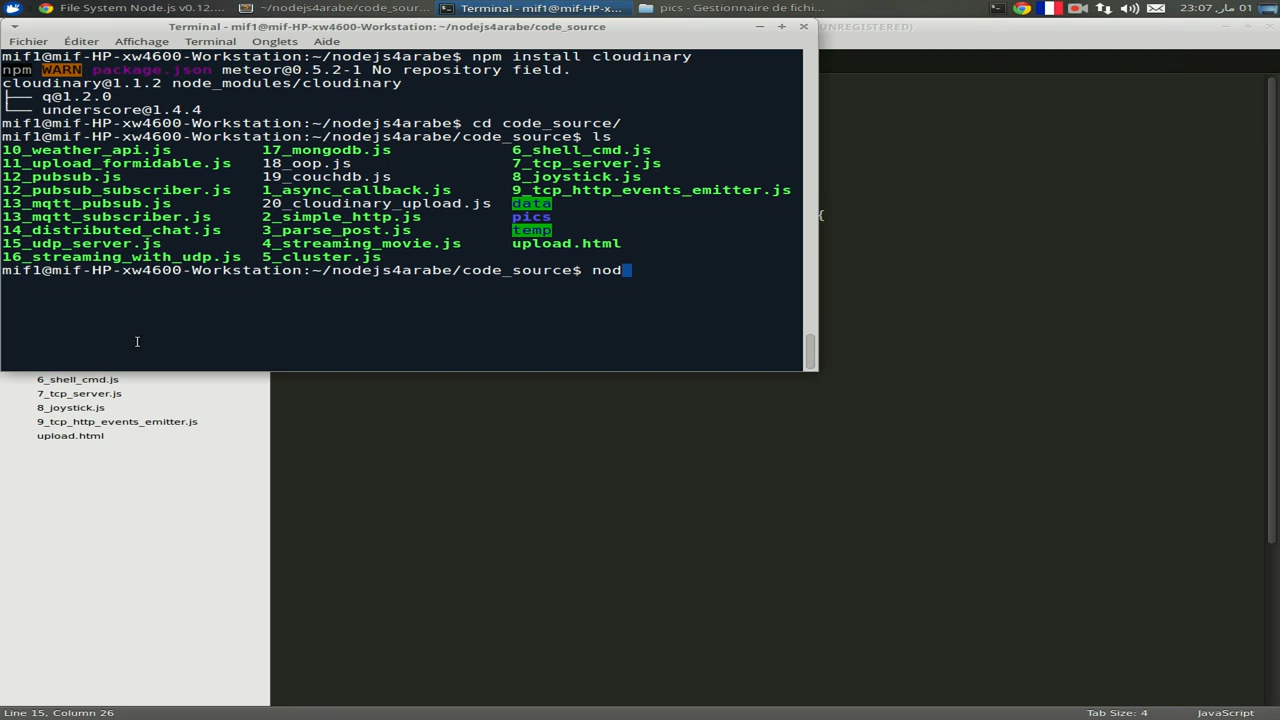 File System Node.js v0.12....
~/nodejs4arabe/code_sour...
Terminal - mif1@mif-HP-xw...
pics - Gestionnaire de fichi...
23:07 ,مار 01
Terminal - mif1@mif-HP-xw4600-Workstation: ~/nodejs4arabe/code_source
UNREGISTERED)
Fichier Éditer Affichage Terminal Onglets Aide
mif1@mif-HP-xw4600-Workstation:~/nodejs4arabe$ npm install cloudinary
npm WARN package.json meteor@0.5.2-1 No repository field.
cloudinary@1.1.2 node_modules/cloudinary
├── q@1.2.0
└── underscore@1.4.4
mif1@mif-HP-xw4600-Workstation:~/nodejs4arabe$ cd code_source/
mif1@mif-HP-xw4600-Workstation:~/nodejs4arabe/code_source$ ls
10_weather_api.js 17_mongodb.js 6_shell_cmd.js
11_upload_formidable.js 18_oop.js 7_tcp_server.js
12_pubsub.js 19_couchdb.js 8_joystick.js
12_pubsub_subscriber.js 1_async_callback.js 9_tcp_http_events_emitter.js
13_mqtt_pubsub.js 20_cloudinary_upload.js data
13_mqtt_subscriber.js 2_simple_http.js pics
14_distributed_chat.js 3_parse_post.js temp
15_udp_server.js 4_streaming_movie.js upload.html
16_streaming_with_udp.js 5_cluster.js
mif1@mif-HP-xw4600-Workstation:~/nodejs4arabe/code_source$ nod
{
6_shell_cmd.js
7_tcp_server.js
8_joystick.js
9_tcp_http_events_emitter.js
upload.html
Line 15, Column 26
Tab Size: 4
JavaScript